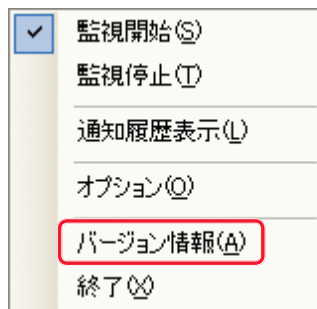 監視開始(S)
監視停止(T)
通知履歴表示(L)
オプション(O)
バージョン情報(A)
終了(X)